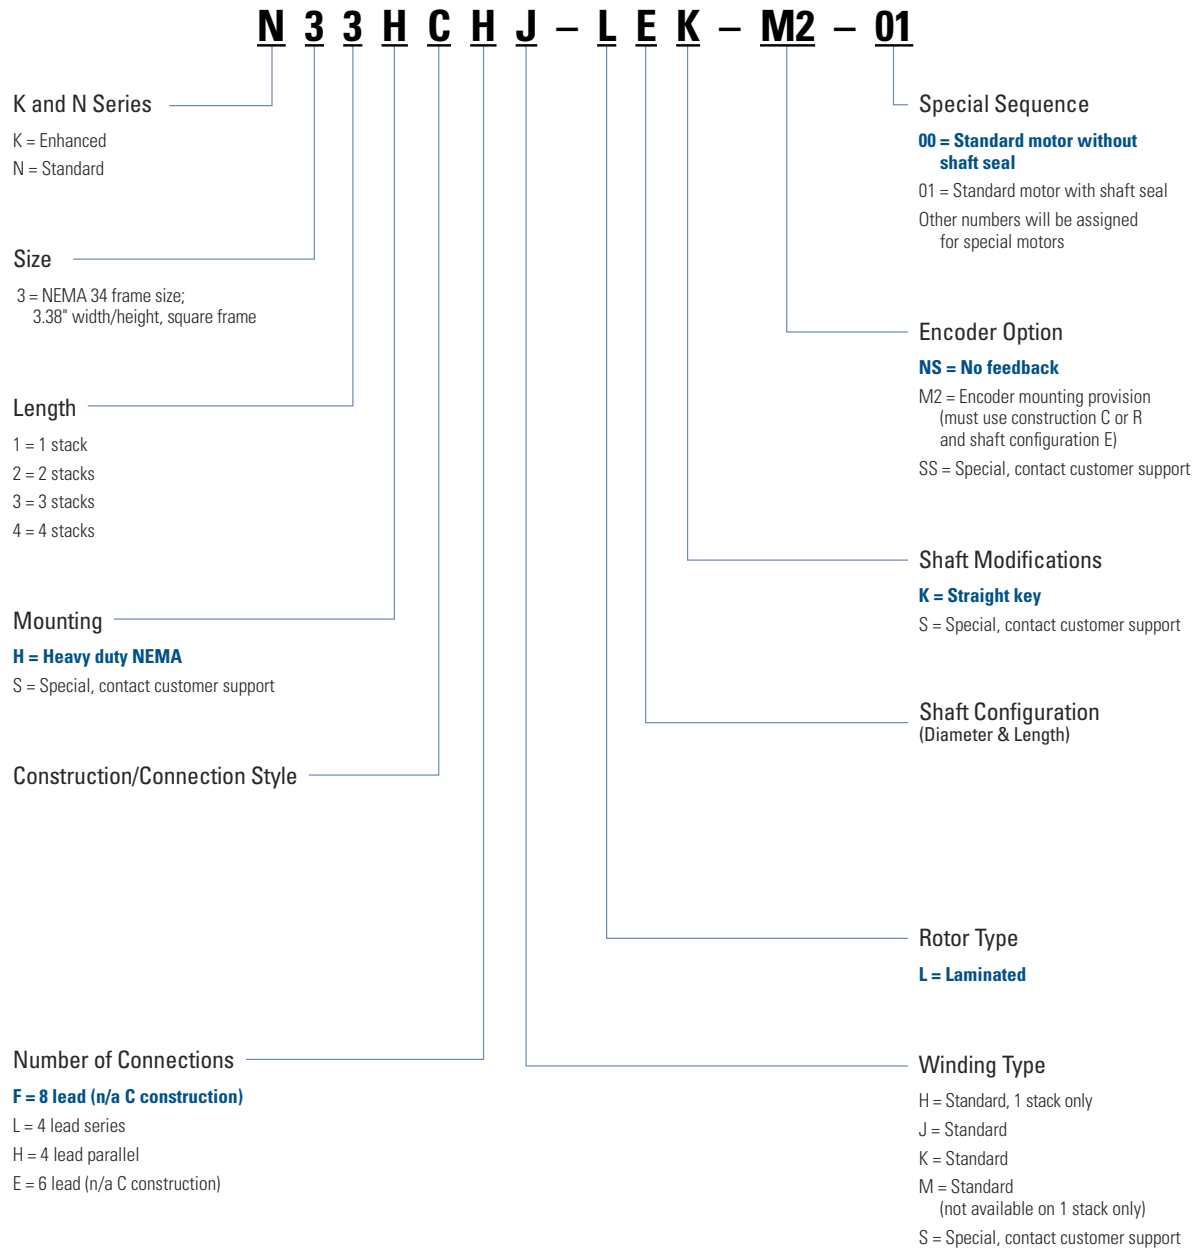 N 3 3 H C H J – L E K – M2 – 01
K and N Series
K = Enhanced
N = Standard
Size
3 = NEMA 34 frame size;
3.38" width/height, square frame
Length
1 = 1 stack
2 = 2 stacks
3 = 3 stacks
4 = 4 stacks
Mounting
H = Heavy duty NEMA
S = Special, contact customer support
Construction/Connection Style
Number of Connections
F = 8 lead (n/a C construction)
L = 4 lead series
H = 4 lead parallel
E = 6 lead (n/a C construction)
Special Sequence
00 = Standard motor without
shaft seal
01 = Standard motor with shaft seal
Other numbers will be assigned
for special motors
Encoder Option
NS = No feedback
M2 = Encoder mounting provision
(must use construction C or R
and shaft configuration E)
SS = Special, contact customer support
Shaft Modifications
K = Straight key
S = Special, contact customer support
Shaft Configuration
(Diameter & Length)
Rotor Type
L = Laminated
Winding Type
H = Standard, 1 stack only
J = Standard
K = Standard
M = Standard
(not available on 1 stack only)
S = Special, contact customer support